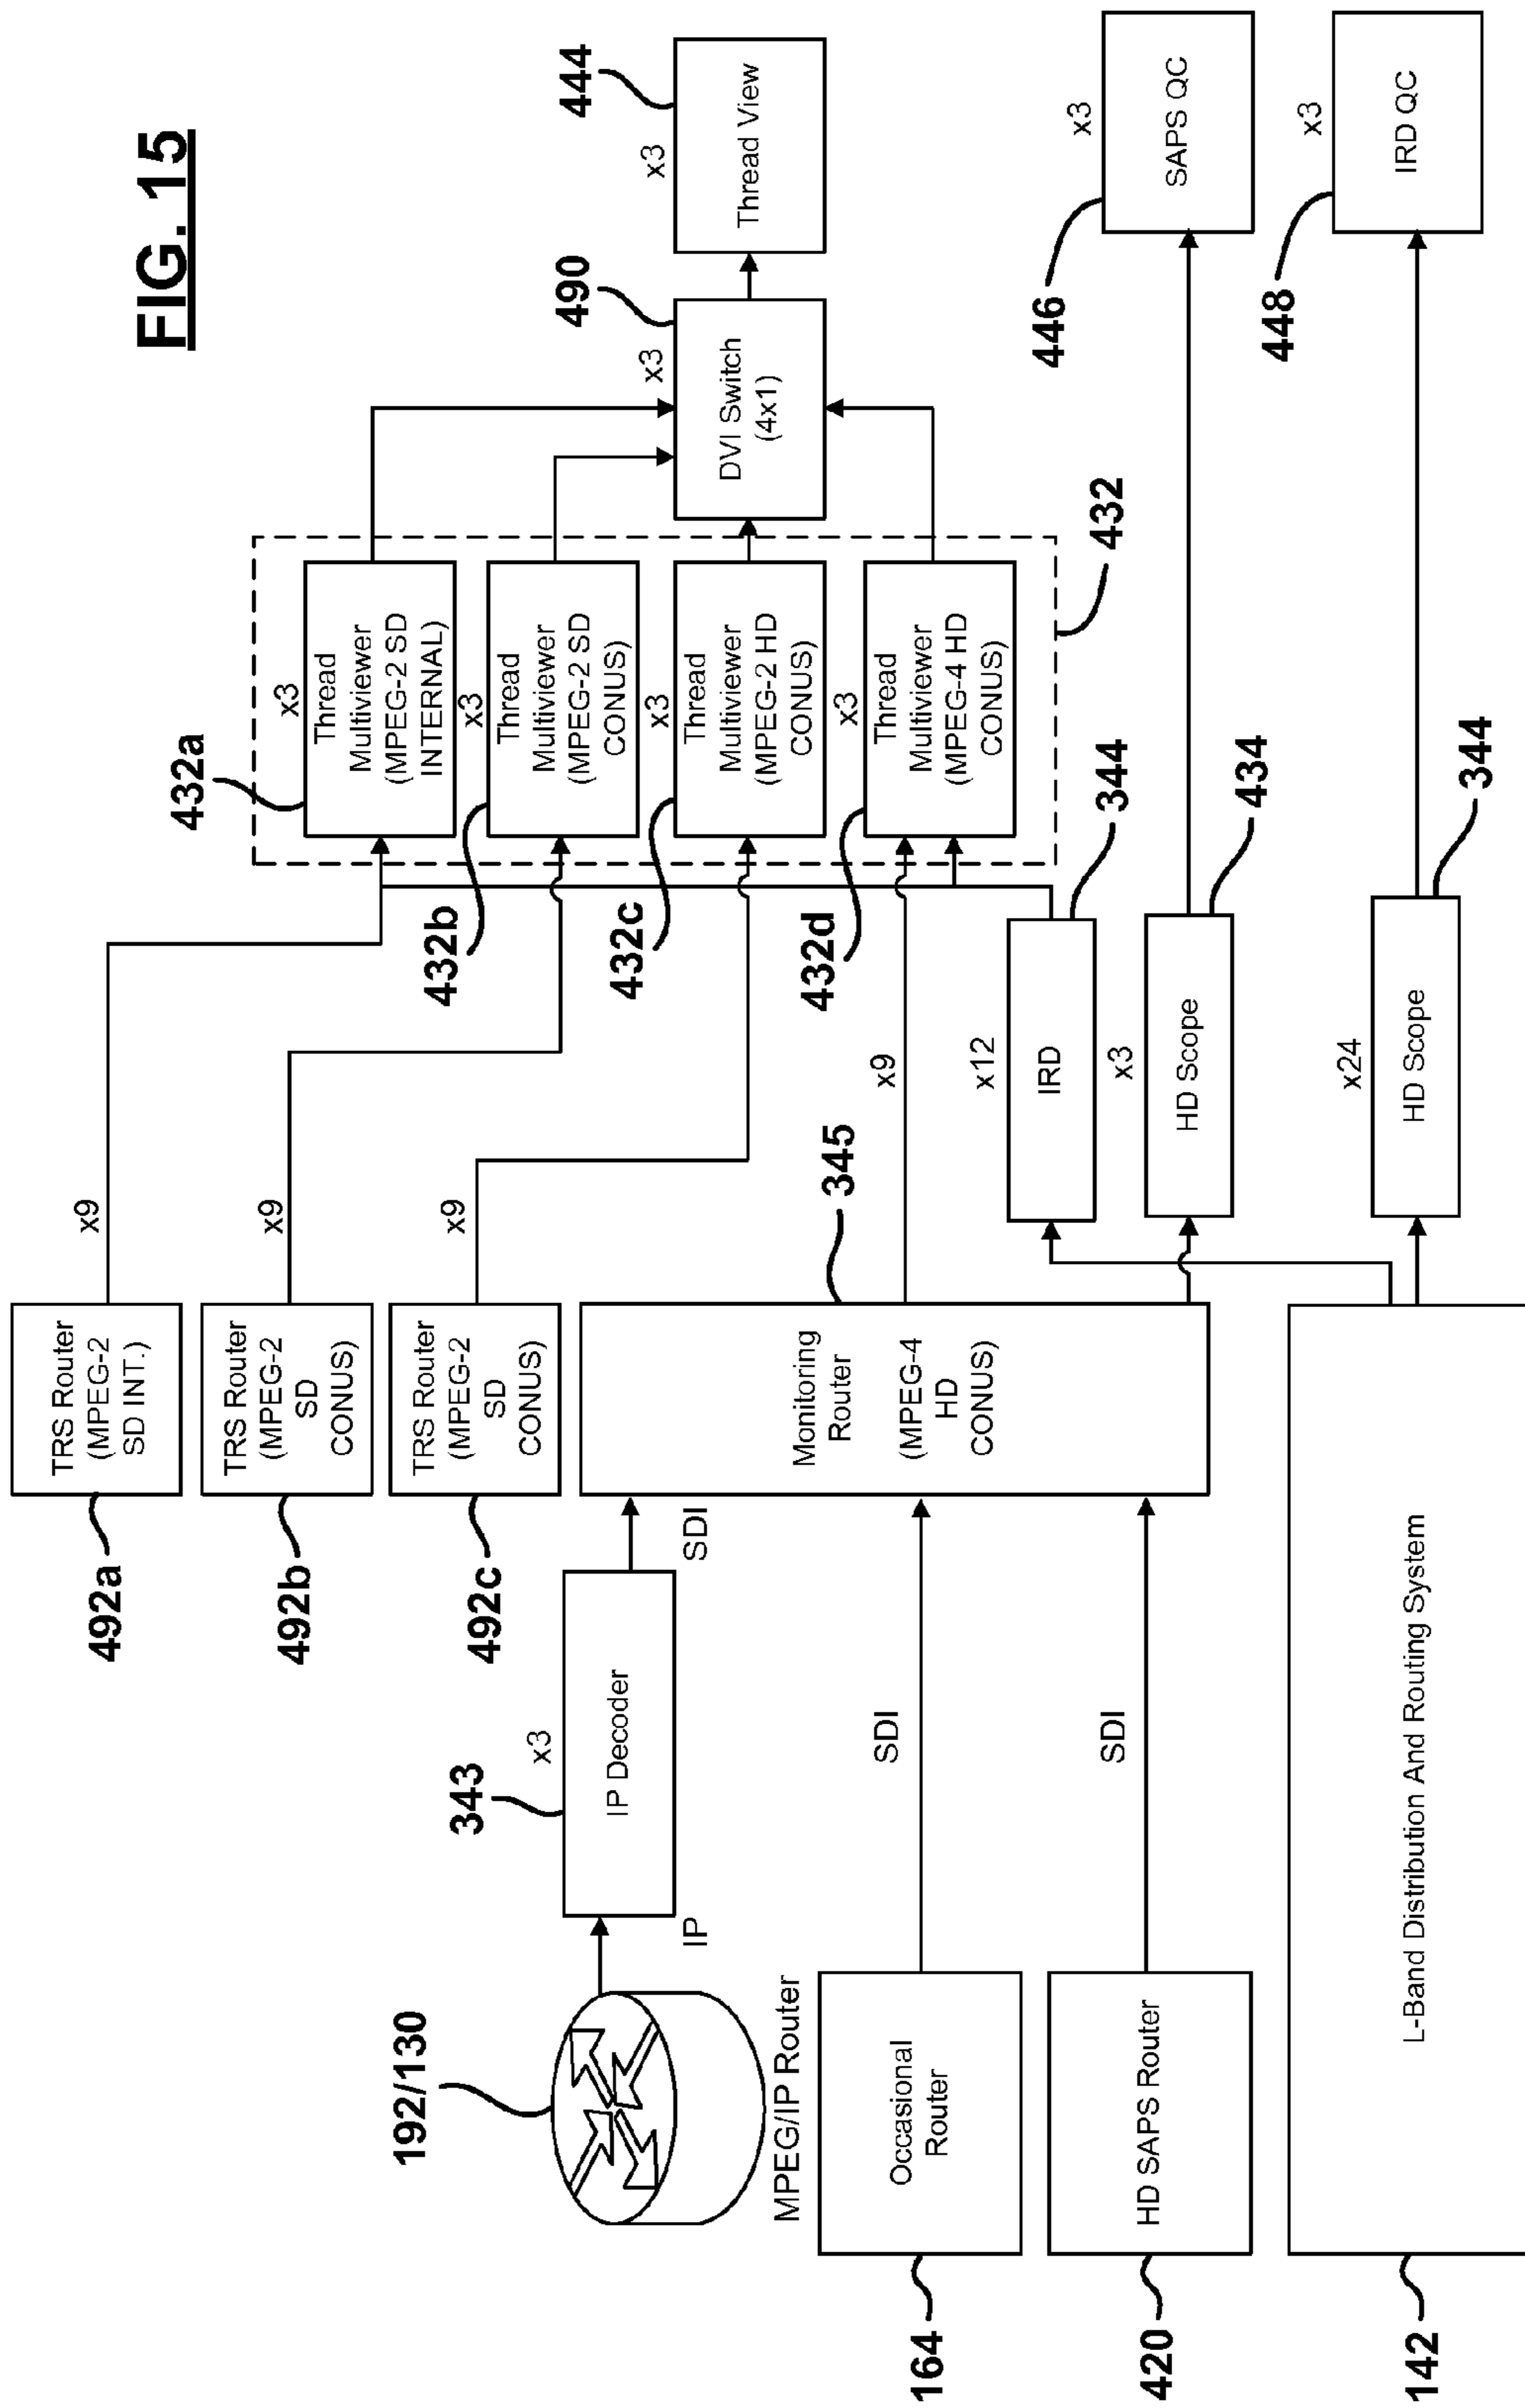 FIG. 15
TRS Router
(MPEG-2
SD INT.)
492a
x9
TRS Router
(MPEG-2
SD
CONUS)
492b
x9
TRS Router
(MPEG-2
SD
CONUS)
492c
x9
192/130
MPEG/IP Router
IP
343
x3
IP Decoder
SDI
Monitoring
Router
(MPEG-4
HD
CONUS)
345
x9
Occasional
Router
164
SDI
HD SAPS Router
420
SDI
L-Band Distribution And Routing System
142
x12
IRD
344
x3
HD Scope
434
x24
HD Scope
344
432a
x3
Thread
Multiviewer
(MPEG-2 SD
INTERNAL)
432b
x3
Thread
Multiviewer
(MPEG-2 SD
CONUS)
432c
x3
Thread
Multiviewer
(MPEG-2 HD
CONUS)
432d
x3
Thread
Multiviewer
(MPEG-4 HD
CONUS)
432
490
x3
DVI Switch
(4x1)
444
x3
Thread View
446
x3
SAPS QC
448
x3
IRD QC